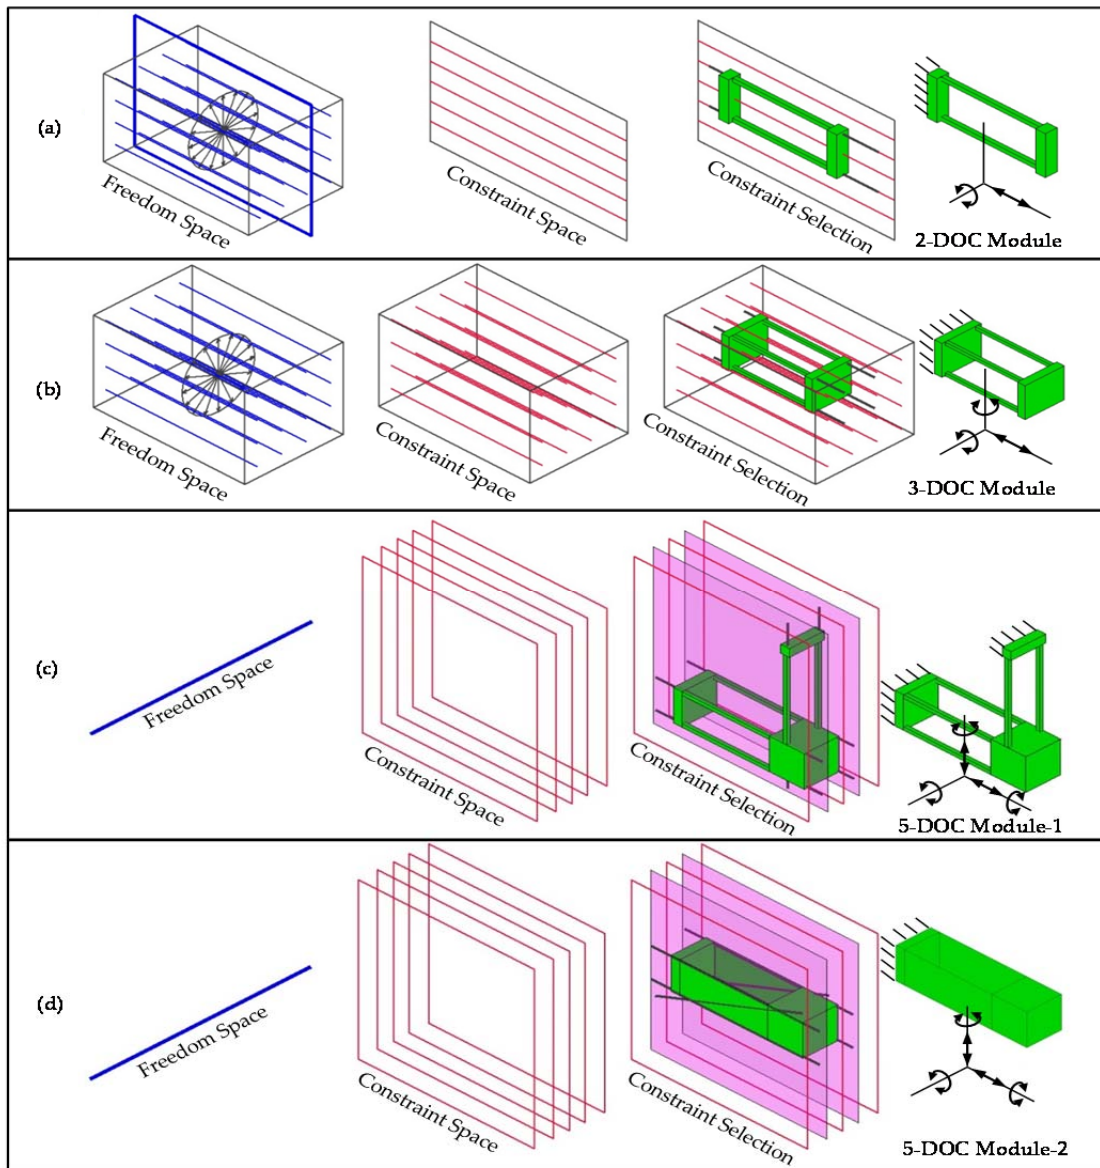 (a)
Freedom Space
Constraint Space
Constraint Selection
2-DOC Module
(b)
Freedom Space
Constraint Space
Constraint Selection
3-DOC Module
(c)
Freedom Space
Constraint Space
Constraint Selection
5-DOC Module-1
(d)
Freedom Space
Constraint Space
Constraint Selection
5-DOC Module-2